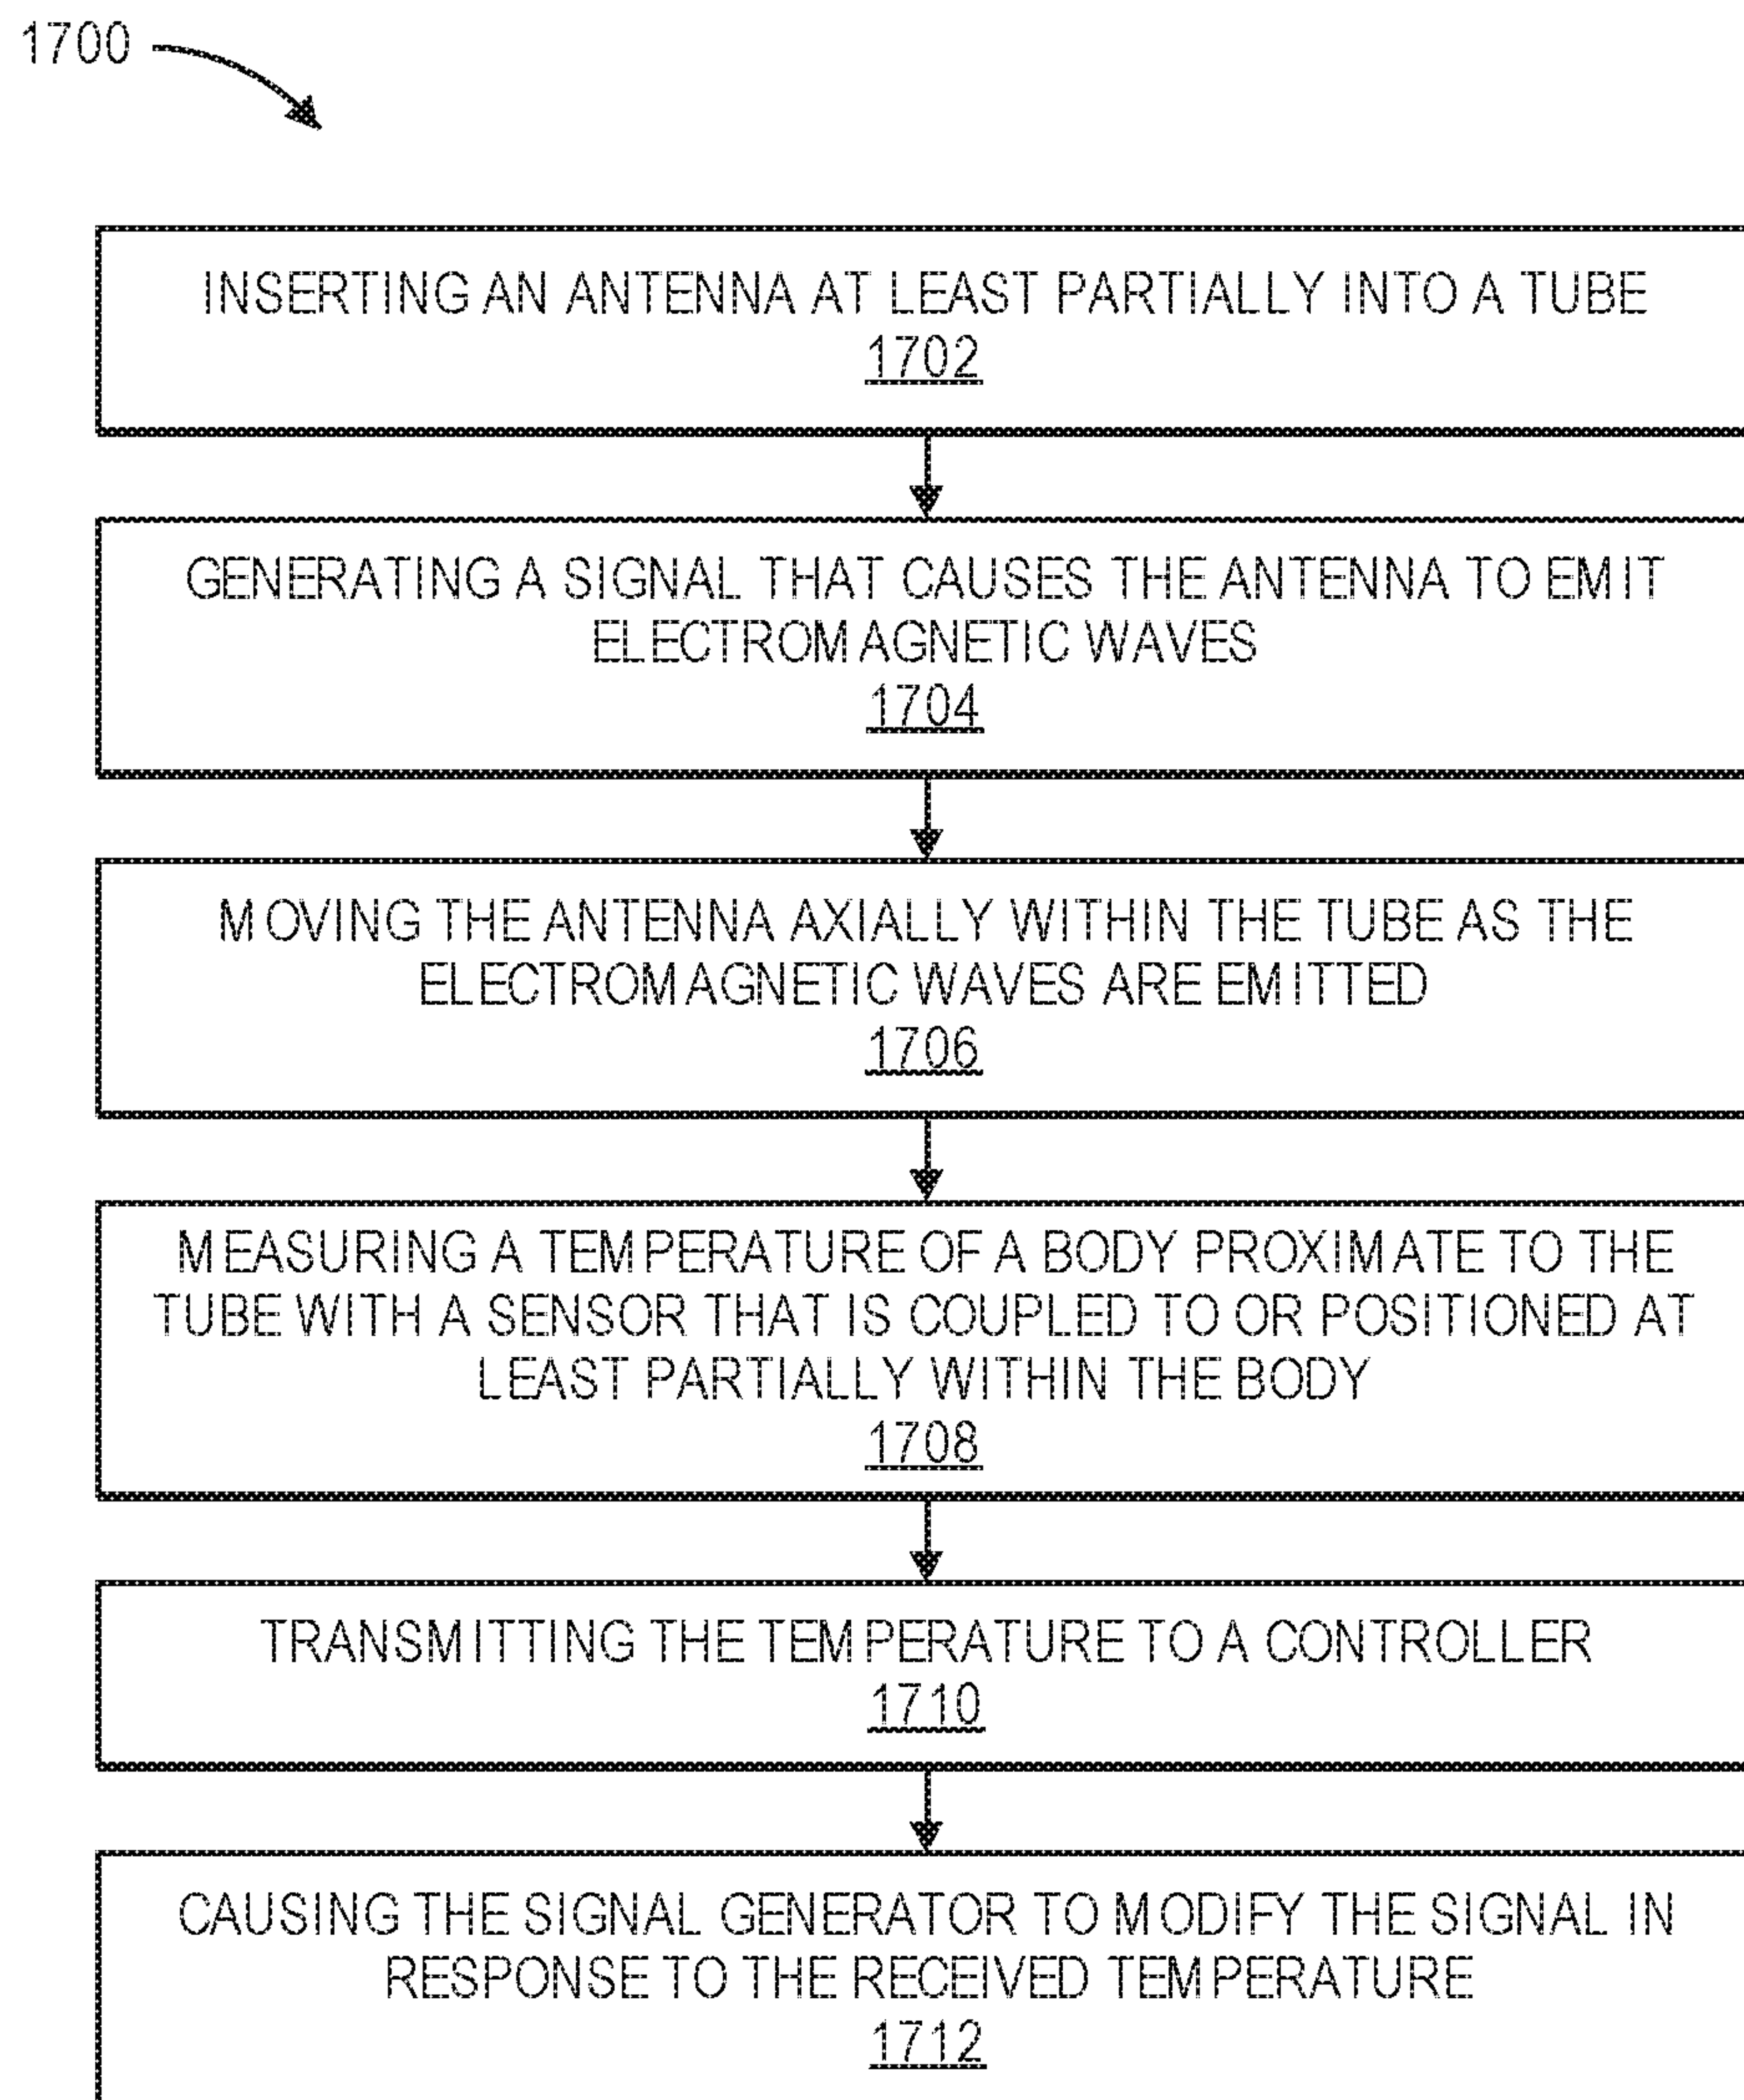 1700
INSERTING AN ANTENNA AT LEAST PARTIALLY INTO A TUBE
1702
GENERATING A SIGNAL THAT CAUSES THE ANTENNA TO EMIT
ELECTROMAGNETIC WAVES
1704
MOVING THE ANTENNA AXIALLY WITHIN THE TUBE AS THE
ELECTROMAGNETIC WAVES ARE EMITTED
1706
MEASURING A TEMPERATURE OF A BODY PROXIMATE TO THE
TUBE WITH A SENSOR THAT IS COUPLED TO OR POSITIONED AT
LEAST PARTIALLY WITHIN THE BODY
1708
TRANSMITTING THE TEMPERATURE TO A CONTROLLER
1710
CAUSING THE SIGNAL GENERATOR TO MODIFY THE SIGNAL IN
RESPONSE TO THE RECEIVED TEMPERATURE
1712